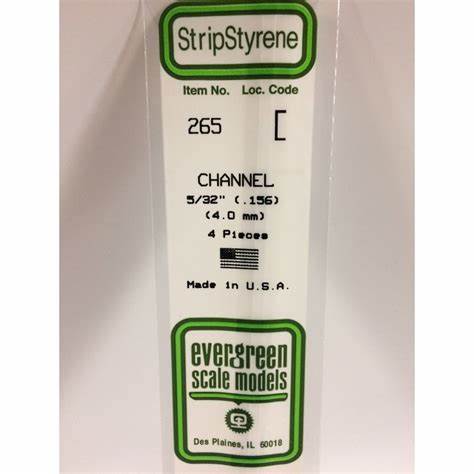 StripStyrene
Item No. Loc. Code
265 [
CHANNEL
5/32" (.156)
(4.0 mm)
4 Pieces
Made in U.S.A.
evergreen
scale models
Des Plaines, IL 60018